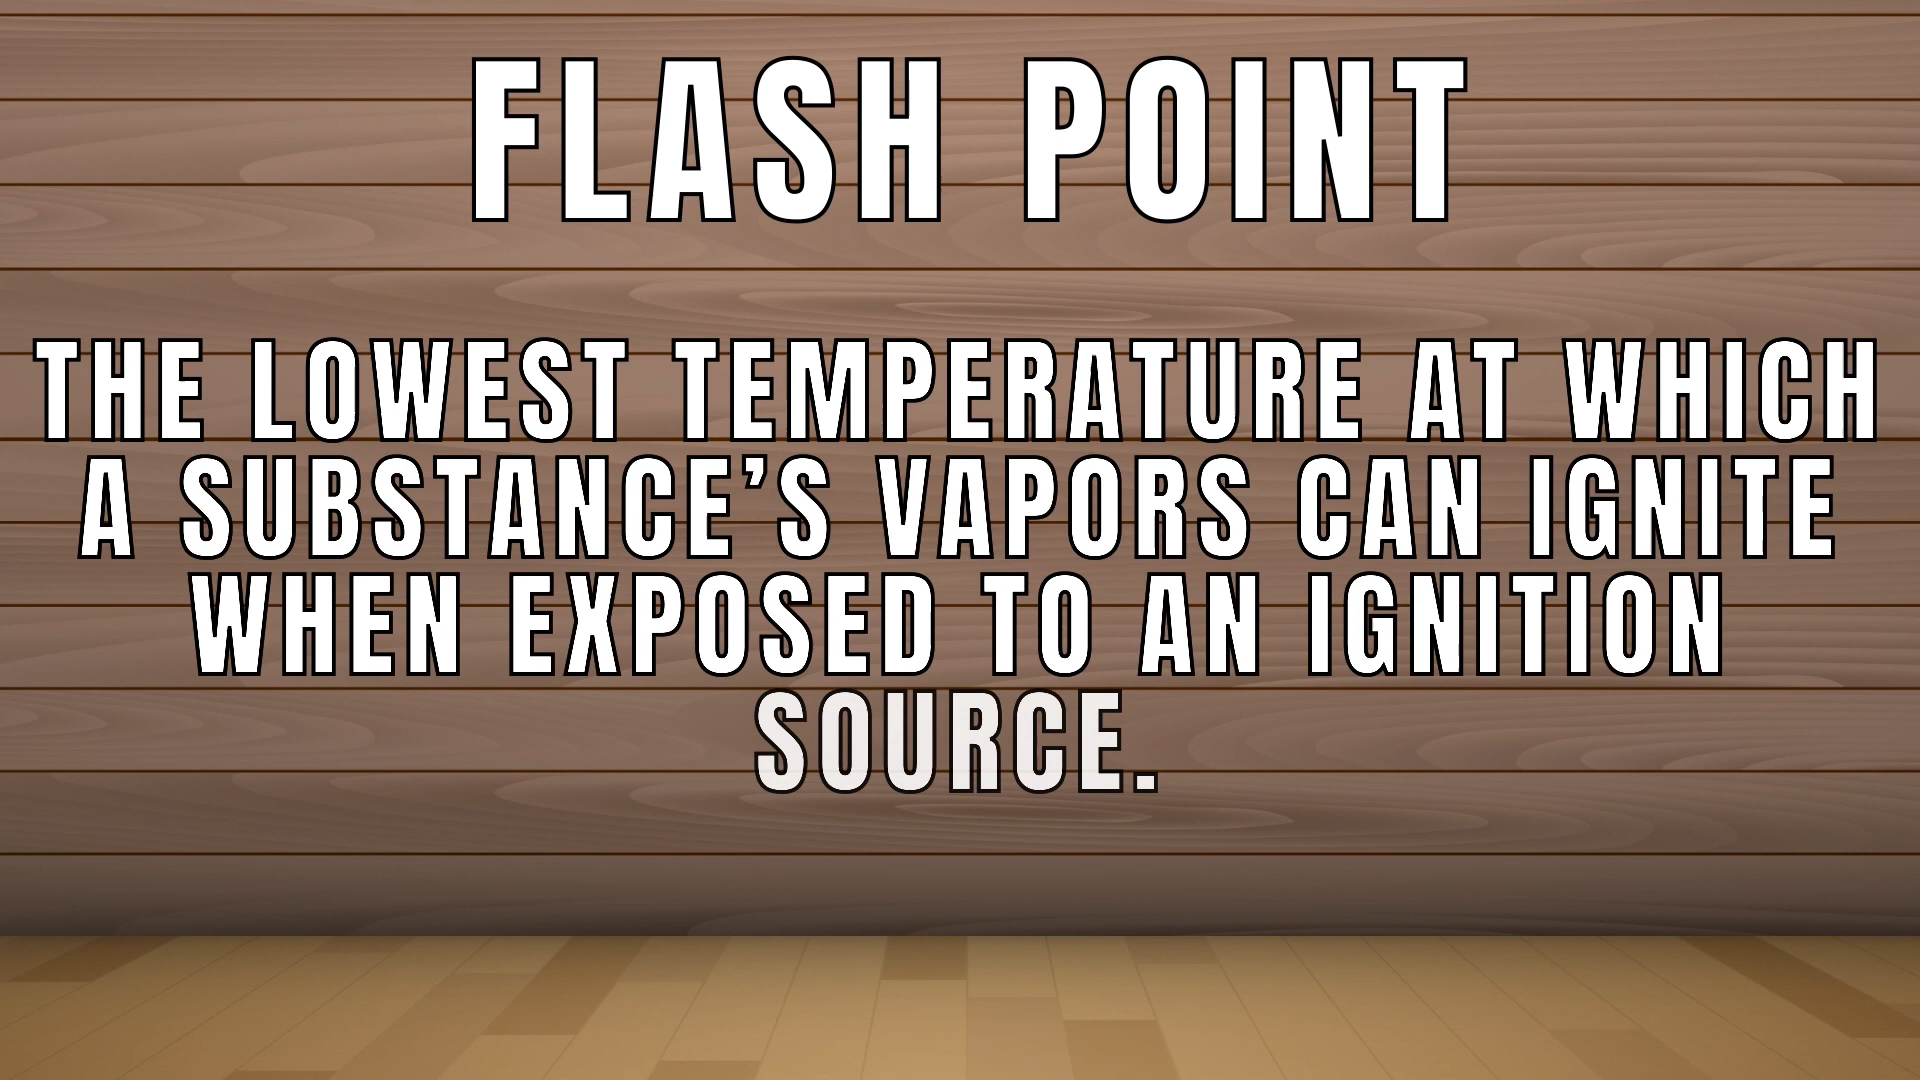 FLASH POINT
THE LOWEST TEMPERATURE AT WHICH
A SUBSTANCE’S VAPORS CAN IGNITE
WHEN EXPOSED TO AN IGNITION
SOURCE.